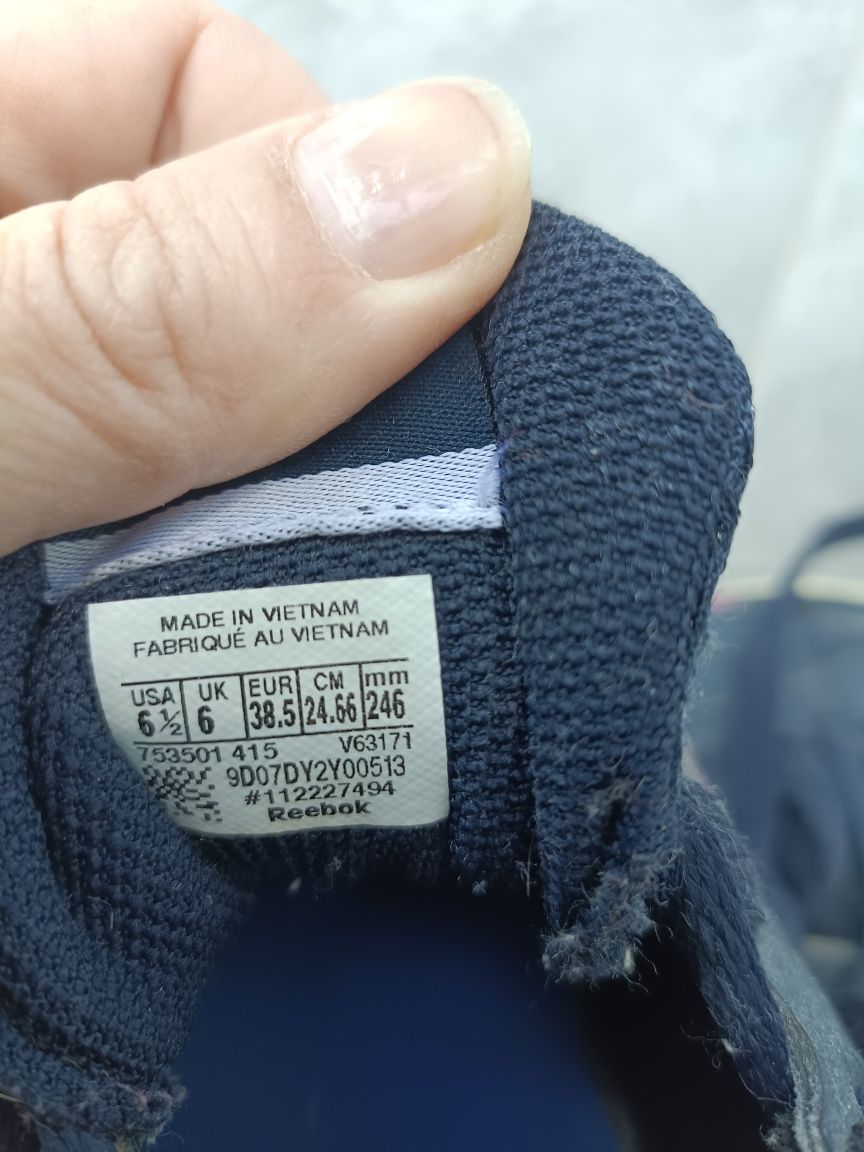 MADE IN VIETNAM
FABRIQUÉ AU VIETNAM
USA UK EUR CM mm
6½ 6 38.5 24.66 246
753501 415 V63171
9D07DY2Y00513
#112227494
Reebok